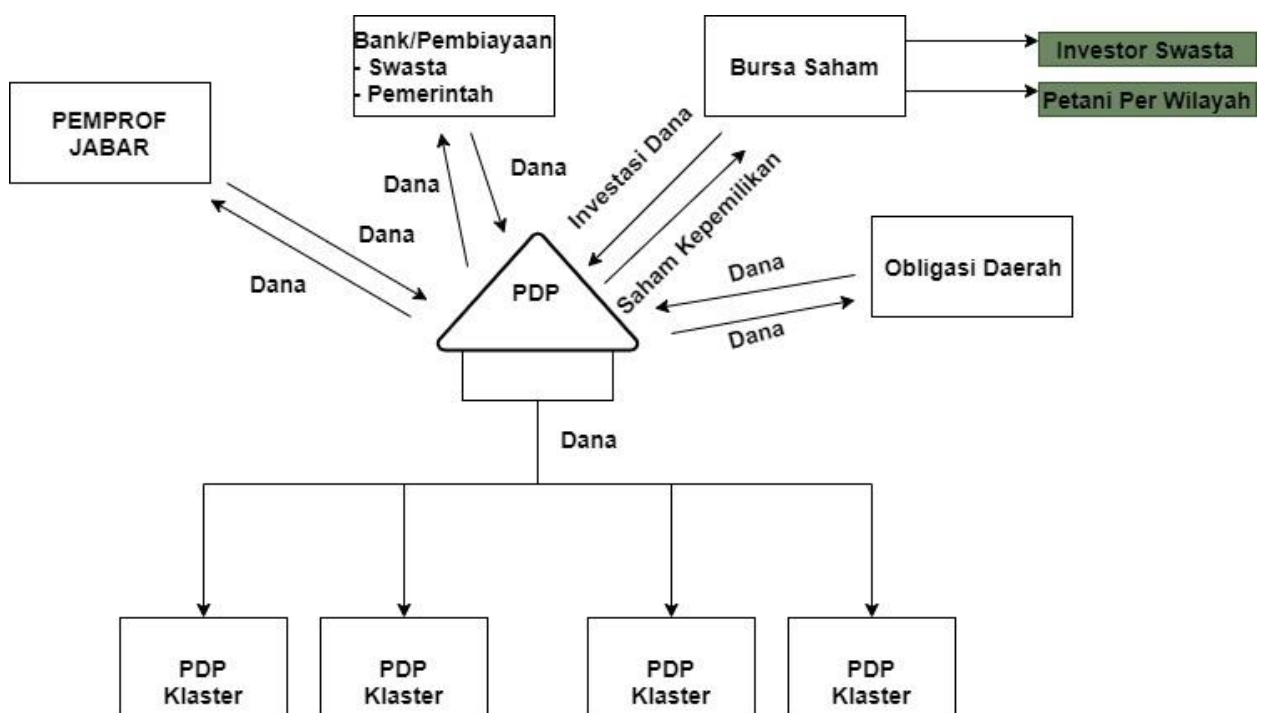 Bank/Pembiayaan
- Swasta
- Pemerintah
Bursa Saham
Investor Swasta
Petani Per Wilayah
PEMPROF
JABAR
Dana
Dana
Investasi Dana
Saham Kepemilikan
Dana
Dana
Dana
Obligasi Daerah
Dana
PDP
Dana
PDP
Klaster
PDP
Klaster
PDP
Klaster
PDP
Klaster